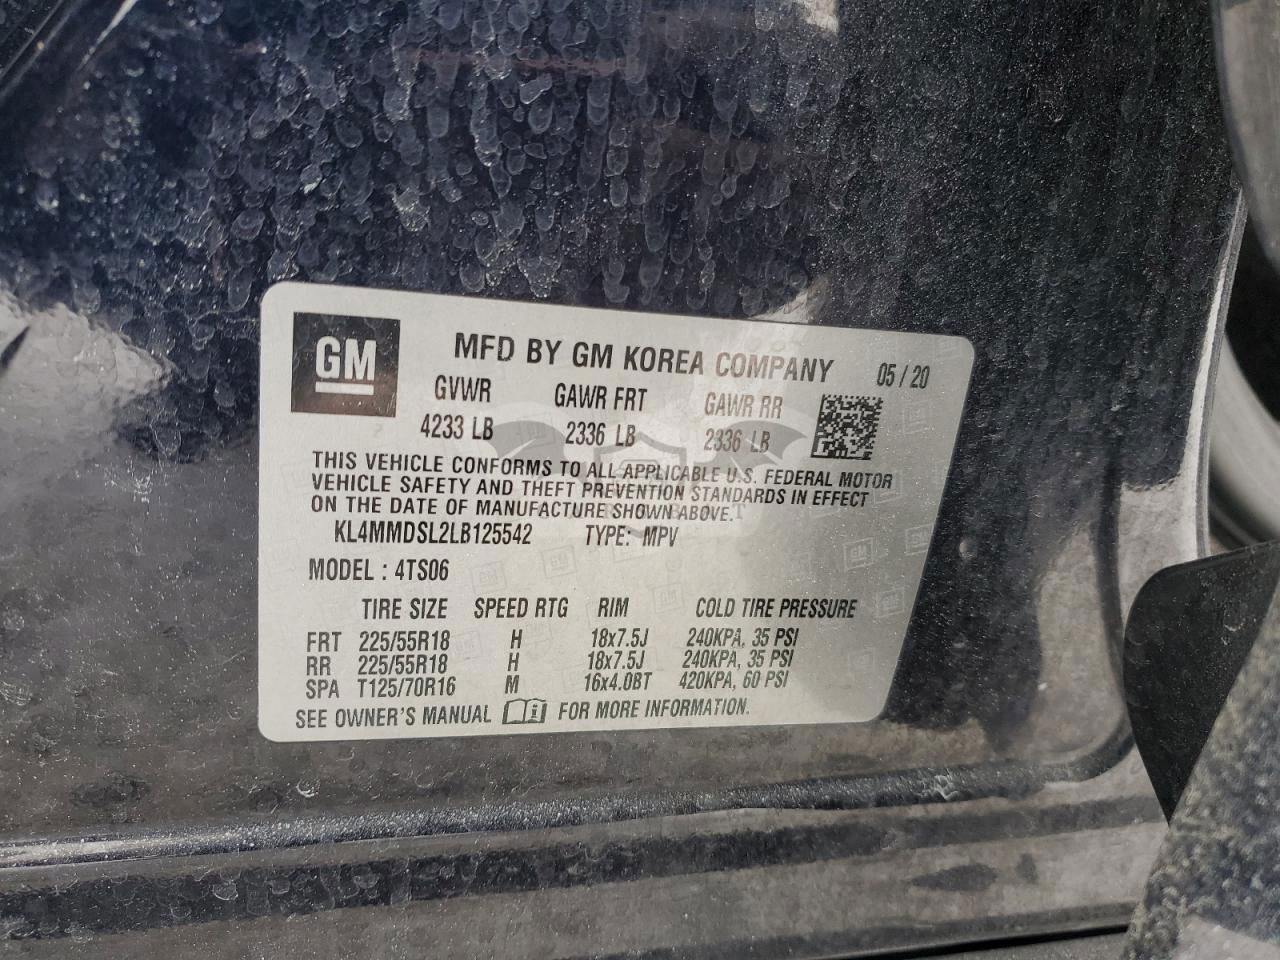 GM
MFD BY GM KOREA COMPANY 05 / 20
GVWR GAWR FRT GAWR RR
4233 LB 2336 LB 2336 LB
THIS VEHICLE CONFORMS TO ALL APPLICABLE U.S. FEDERAL MOTOR
VEHICLE SAFETY AND THEFT PREVENTION STANDARDS IN EFFECT
ON THE DATE OF MANUFACTURE SHOWN ABOVE.
KL4MMDSL2LB125542 TYPE: MPV
MODEL : 4TS06
TIRE SIZE SPEED RTG RIM COLD TIRE PRESSURE
FRT 225/55R18 H 18x7.5J 240KPA, 35 PSI
RR 225/55R18 H 18x7.5J 240KPA, 35 PSI
SPA T125/70R16 M 16x4.0BT 420KPA, 60 PSI
SEE OWNER'S MANUAL FOR MORE INFORMATION.